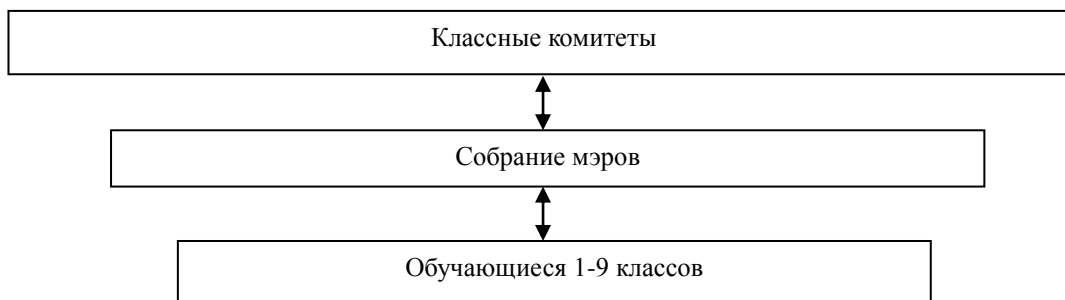 Классные комитеты
Собрание мэров
Обучающиеся 1-9 классов